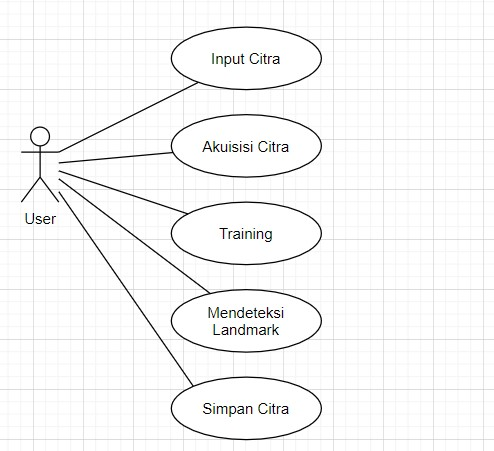 Input Citra
Akuisisi Citra
User
Training
Mendeteksi
Landmark
Simpan Citra